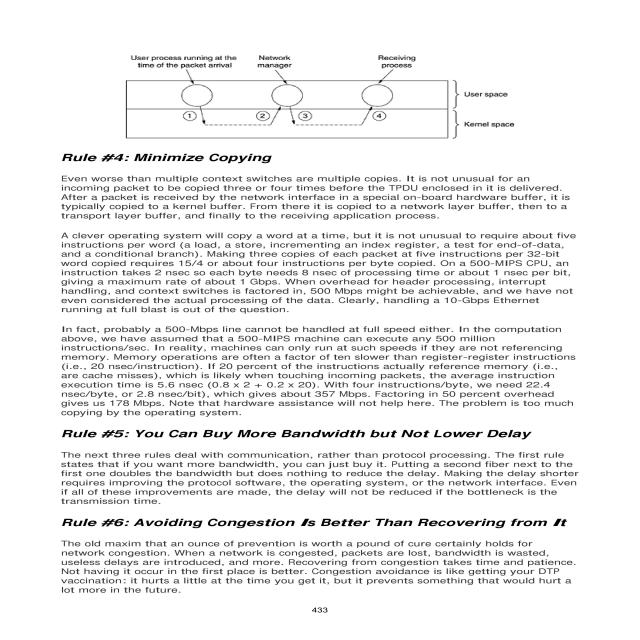 User process running at the
time of the packet arrival
Network
manager
Receiving
process
User space
1
2
3
4
Kernel space
Rule #4: Minimize Copying
Even worse than multiple context switches are multiple copies. It is not unusual for an
incoming packet to be copied three or four times before the TPDU enclosed in it is delivered.
After a packet is received by the network interface in a special on-board hardware buffer, it is
typically copied to a kernel buffer. From there it is copied to a network layer buffer, then to a
transport layer buffer, and finally to the receiving application process.
A clever operating system will copy a word at a time, but it is not unusual to require about five
instructions per word (a load, a store, incrementing an index register, a test for end-of-data,
and a conditional branch). Making three copies of each packet at five instructions per 32-bit
word copied requires 15/4 or about four instructions per byte copied. On a 500-MIPS CPU, an
instruction takes 2 nsec so each byte needs 8 nsec of processing time or about 1 nsec per bit,
giving a maximum rate of about 1 Gbps. When overhead for header processing, interrupt
handling, and context switches is factored in, 500 Mbps might be achievable, and we have not
even considered the actual processing of the data. Clearly, handling a 10-Gbps Ethernet
running at full blast is out of the question.
In fact, probably a 500-Mbps line cannot be handled at full speed either. In the computation
above, we have assumed that a 500-MIPS machine can execute any 500 million
instructions/sec. In reality, machines can only run at such speeds if they are not referencing
memory. Memory operations are often a factor of ten slower than register-register instructions
(i.e., 20 nsec/instruction). If 20 percent of the instructions actually reference memory (i.e.,
are cache misses), which is likely when touching incoming packets, the average instruction
execution time is 5.6 nsec (0.8 x 2 + 0.2 x 20). With four instructions/byte, we need 22.4
nsec/byte, or 2.8 nsec/bit), which gives about 357 Mbps. Factoring in 50 percent overhead
gives us 178 Mbps. Note that hardware assistance will not help here. The problem is too much
copying by the operating system.
Rule #5: You Can Buy More Bandwidth but Not Lower Delay
The next three rules deal with communication, rather than protocol processing. The first rule
states that if you want more bandwidth, you can just buy it. Putting a second fiber next to the
first one doubles the bandwidth but does nothing to reduce the delay. Making the delay shorter
requires improving the protocol software, the operating system, or the network interface. Even
if all of these improvements are made, the delay will not be reduced if the bottleneck is the
transmission time.
Rule #6: Avoiding Congestion Is Better Than Recovering from It
The old maxim that an ounce of prevention is worth a pound of cure certainly holds for
network congestion. When a network is congested, packets are lost, bandwidth is wasted,
useless delays are introduced, and more. Recovering from congestion takes time and patience.
Not having it occur in the first place is better. Congestion avoidance is like getting your DTP
vaccination: it hurts a little at the time you get it, but it prevents something that would hurt a
lot more in the future.
433